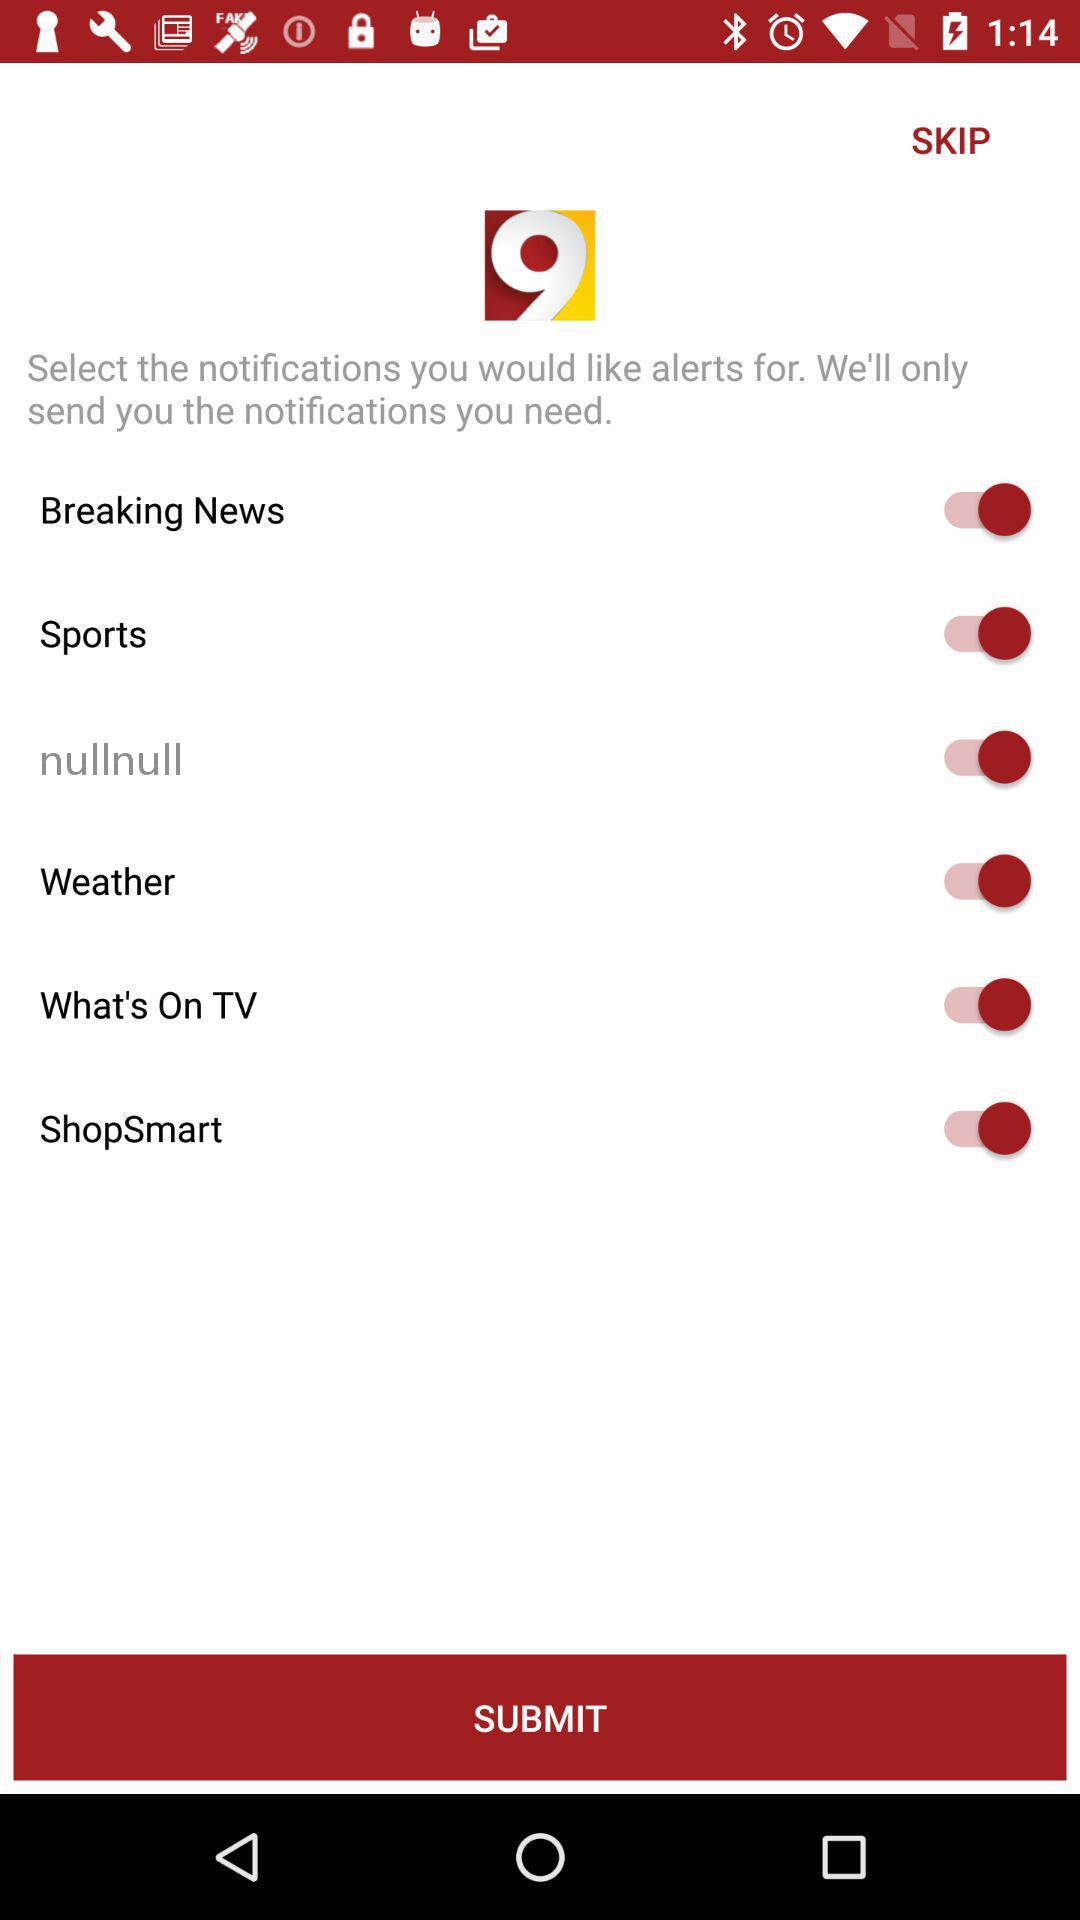 FAKE
1:14
SKIP
9
Select the notifications you would like alerts for. We'll only
send you the notifications you need.
Breaking News
Sports
nullnull
Weather
What's On TV
ShopSmart
SUBMIT